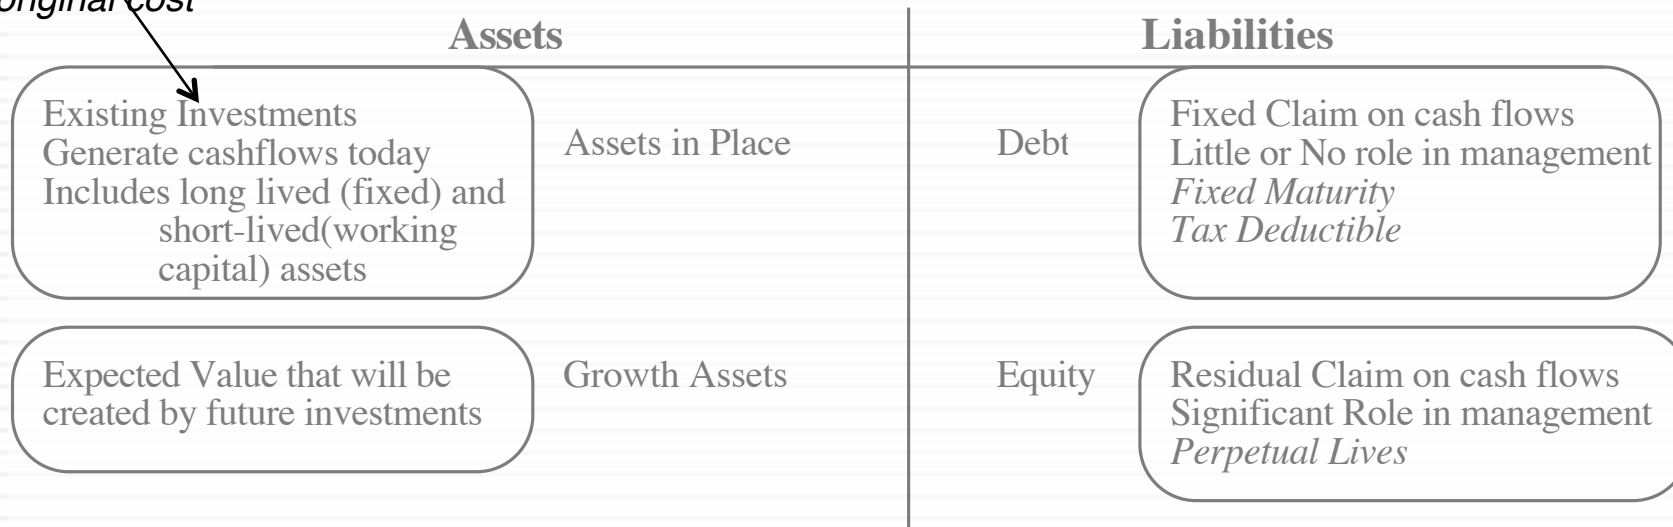 original cost
Assets
Liabilities
Existing Investments
Generate cashflows today
Includes long lived (fixed) and
short-lived(working
capital) assets
Assets in Place
Debt
Fixed Claim on cash flows
Little or No role in management
Fixed Maturity
Tax Deductible
Expected Value that will be
created by future investments
Growth Assets
Equity
Residual Claim on cash flows
Significant Role in management
Perpetual Lives